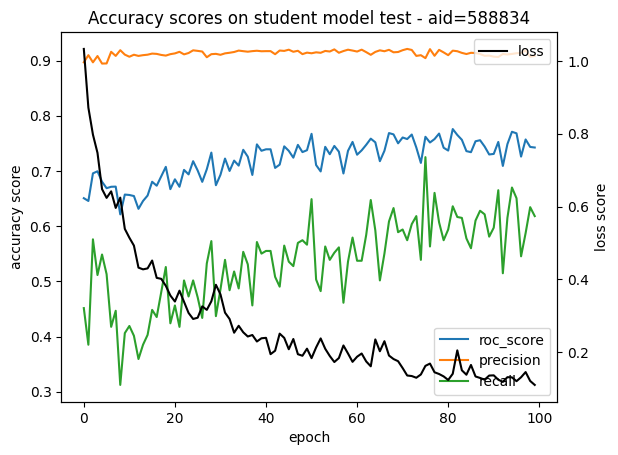 Accuracy scores on student model test - aid=588834
accuracy score
0.9
0.8
0.7
0.6
0.5
0.4
0.3
0
20
40
60
80
100
epoch
1.0
0.8
0.6
0.4
0.2
loss score
loss
roc_score
precision
recall